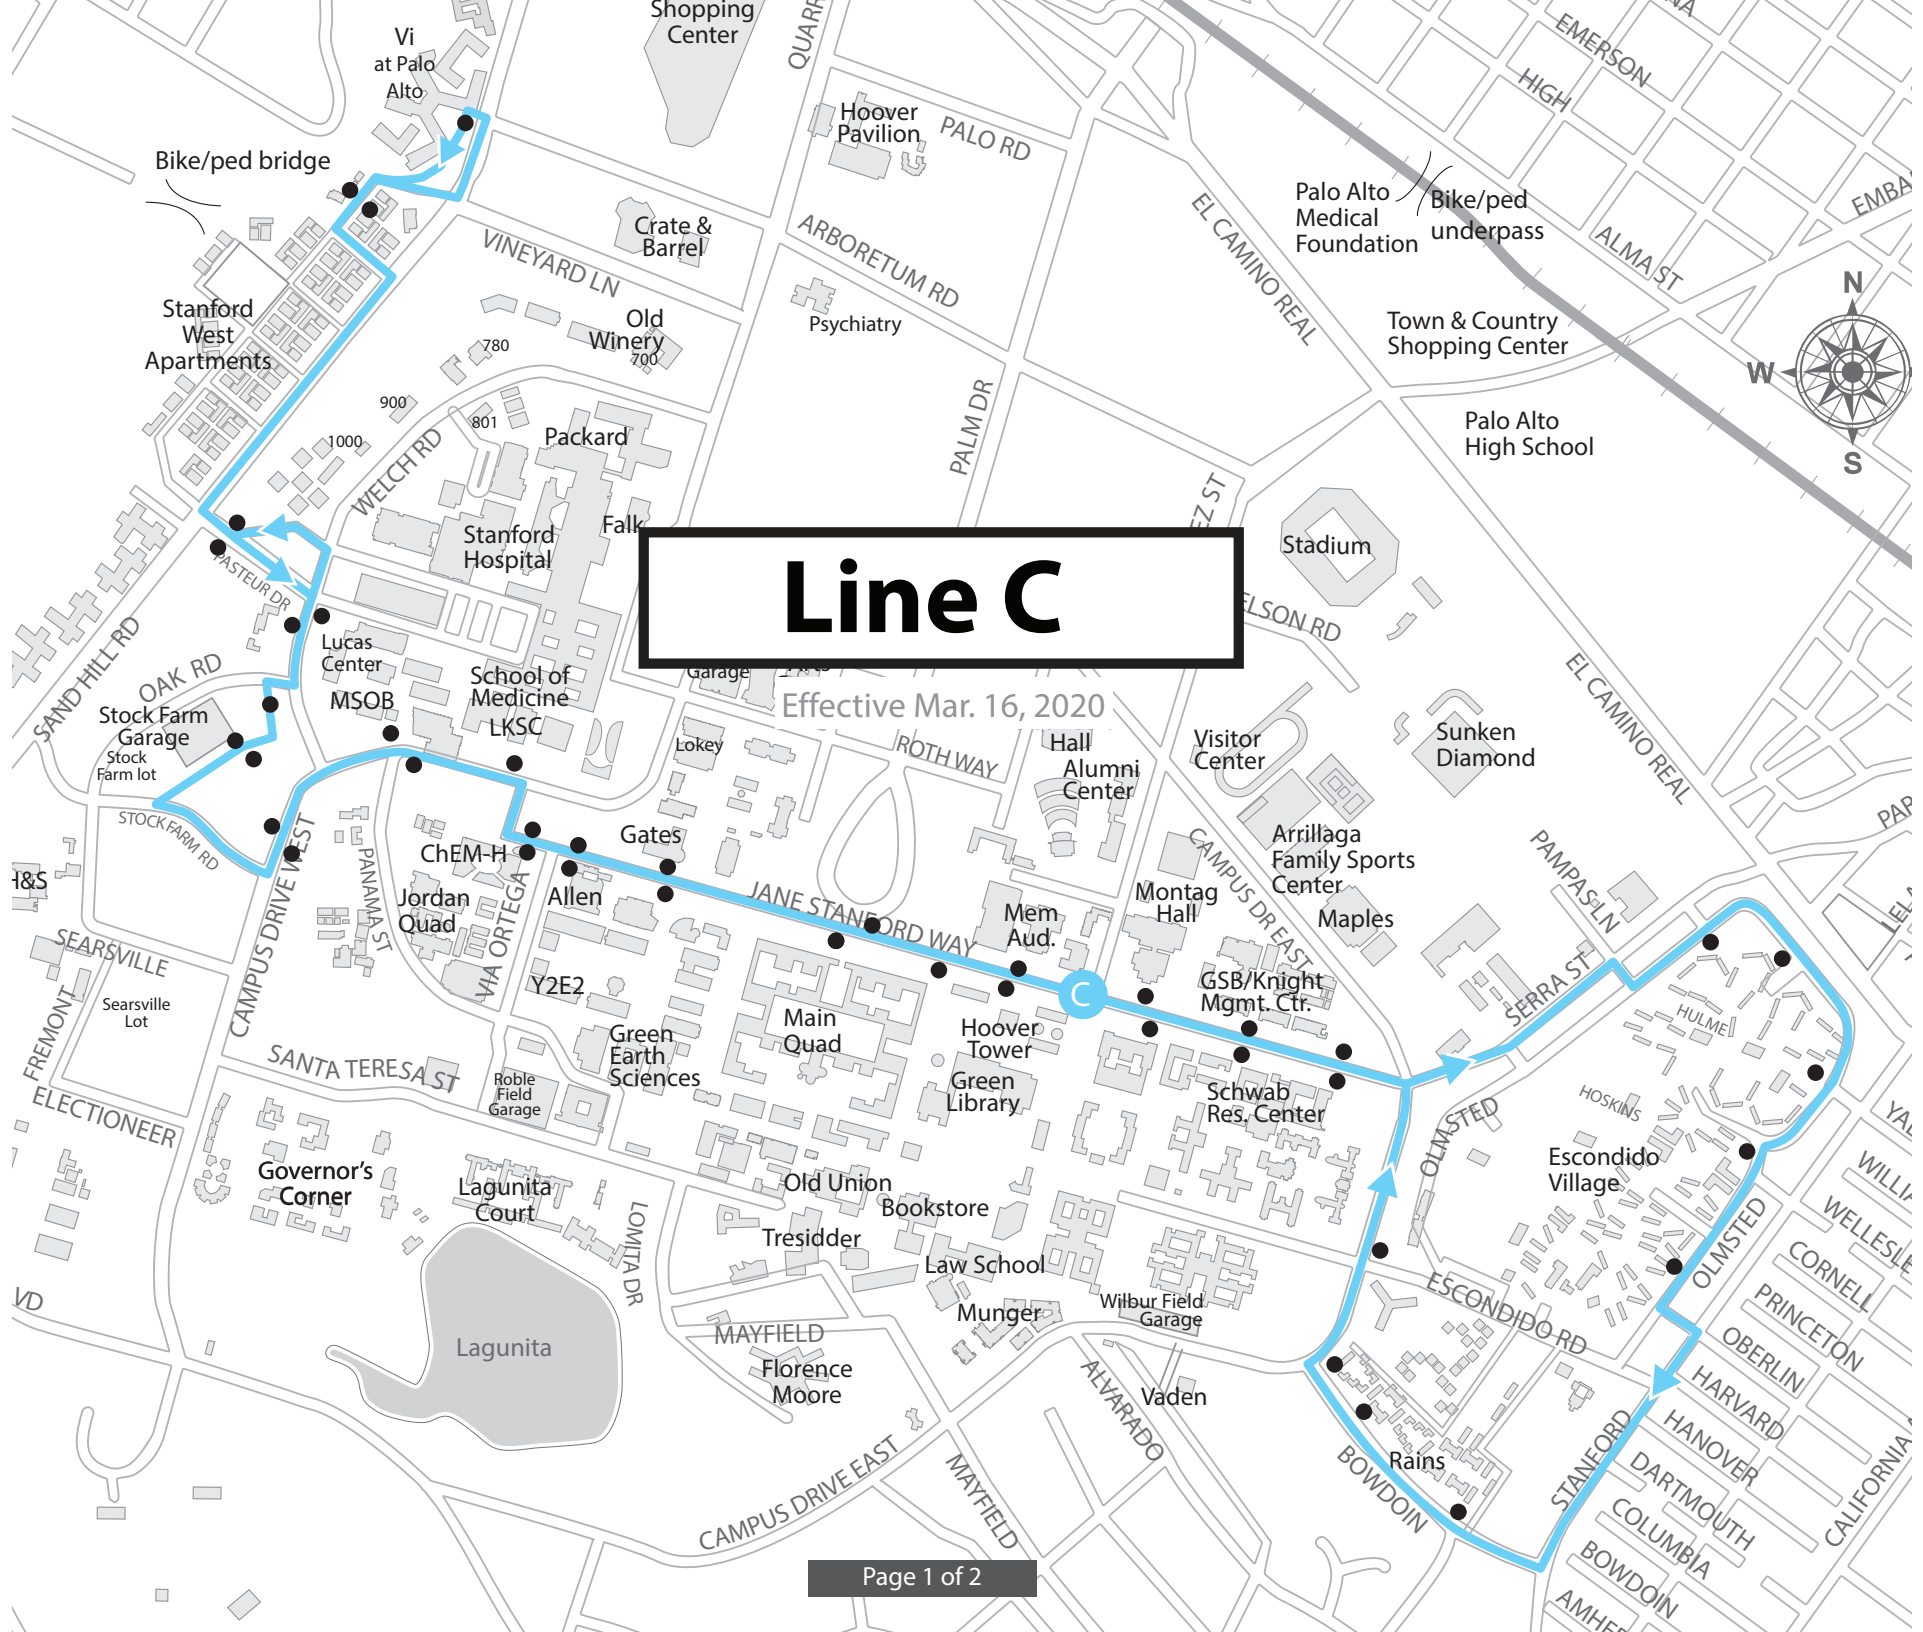 Shopping
Center
Vi
at Palo
Alto
EMERSON
HIGH
Hoover
Pavilion
PALO RD
Bike/ped bridge
Palo Alto
Medical
Foundation
Bike/ped
underpass
EL CAMINO REAL
ALMA ST
Crate &
Barrel
VINEYARD LN
ARBORETUM RD
Psychiatry
N
W
S
Stanford
West
Apartments
Old
Winery
700
780
900
801
1000
Town & Country
Shopping Center
Palo Alto
High School
PALM DR
WELCH RD
Packard
Stanford
Hospital
Falk
Stadium
Line C
Effective Mar. 16, 2020
PASTEUR DR
Lucas
Center
SAND HILL RD
OAK RD
MSOB
School of
Medicine
LKSC
Garage
EL CAMINO REAL
Stock Farm
Garage
Stock
Farm lot
STOCK FARM RD
Lokey
ROTH WAY
Hall
Alumni
Center
Visitor
Center
Sunken
Diamond
Arrillaga
Family Sports
Center
PAMPAS LN
CAMPUS DR EAST
Maples
Gates
ChEM-H
Allen
Jordan
Quad
PANAMA ST
VIA ORTEGA
CAMPUS DRIVE WEST
JANE STANFORD WAY
Mem
Aud.
Montag
Hall
C
SEARSVILLE
Searsville
Lot
FREMONT
Y2E2
Main
Quad
GSB/Knight
Mgmt. Ctr.
SERRA ST
HULME
Green
Earth
Sciences
Hoover
Tower
Green
Library
Schwab
Res. Center
HOSKINS
OLMSTED
SANTA TERESA ST
Roble
Field
Garage
ELECTIONEER
Governor's
Corner
Lagunita
Court
Old Union
Bookstore
Tresidder
Law School
Munger
Wilbur Field
Garage
Escondido
Village
OLMSTED
ESCONDIDO RD
LOMITA DR
Lagunita
MAYFIELD
Florence
Moore
Vaden
ALVARADO
Rains
BOWDOIN
STANFORD
CAMPUS DRIVE EAST
MAYFIELD
CORNELL
PRINCETON
OBERLIN
HARVARD
HANOVER
DARTMOUTH
COLUMBIA
BOWDOIN
Page 1 of 2